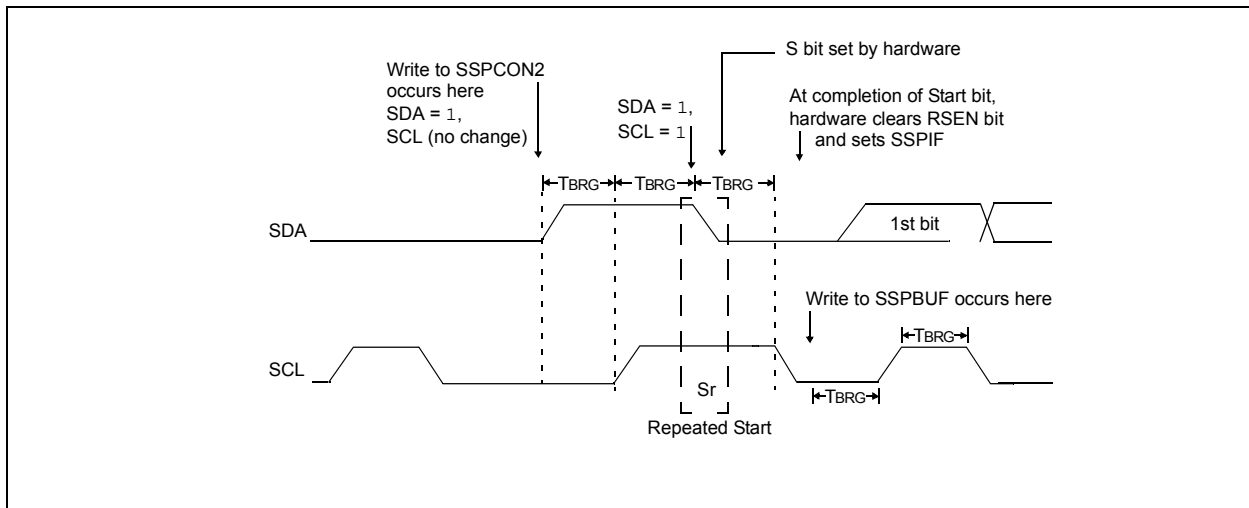 S bit set by hardware
Write to SSPCON2
occurs here
SDA = 1,
SCL (no change)
SDA = 1,
SCL = 1
At completion of Start bit,
hardware clears RSEN bit
and sets SSPIF
TBRG TBRG TBRG
SDA
1st bit
Write to SSPBUF occurs here
TBRG
SCL
Sr
TBRG
Repeated Start